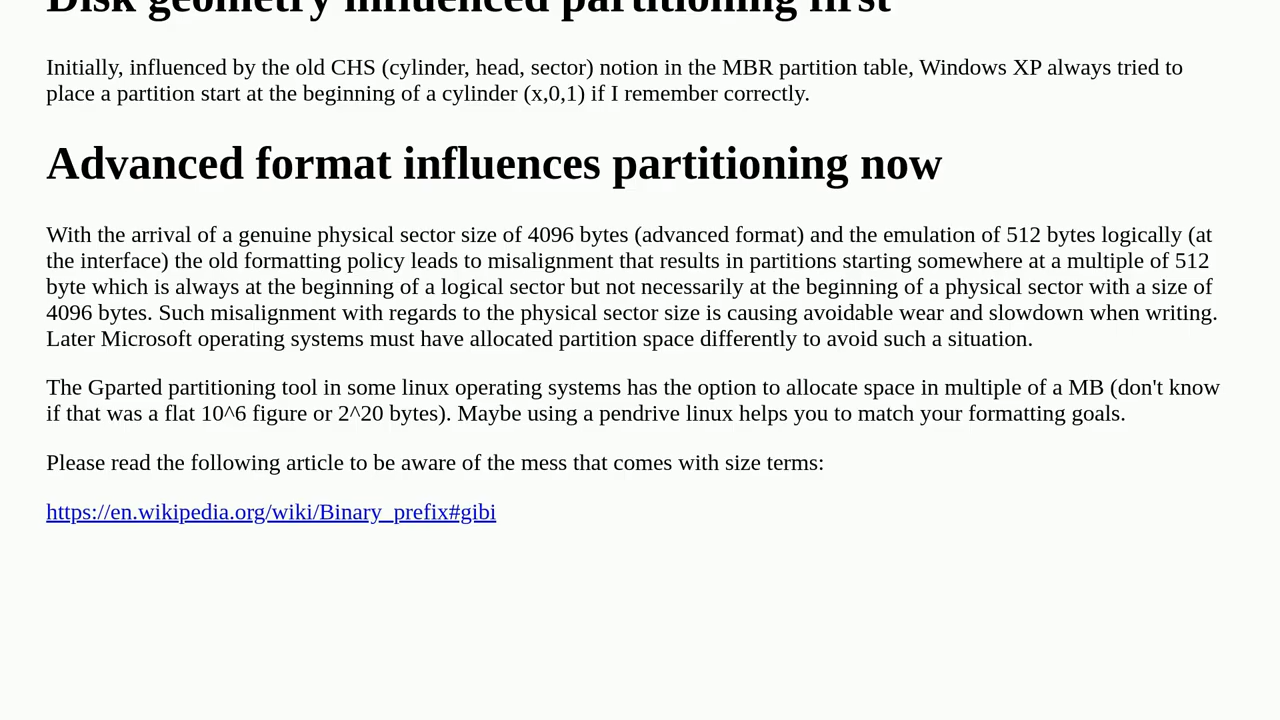 Disk geometry influenced partitioning first
Initially, influenced by the old CHS (cylinder, head, sector) notion in the MBR partition table, Windows XP always tried to
place a partition start at the beginning of a cylinder (x,0,1) if I remember correctly.
Advanced format influences partitioning now
With the arrival of a genuine physical sector size of 4096 bytes (advanced format) and the emulation of 512 bytes logically (at
the interface) the old formatting policy leads to misalignment that results in partitions starting somewhere at a multiple of 512
byte which is always at the beginning of a logical sector but not necessarily at the beginning of a physical sector with a size of
4096 bytes. Such misalignment with regards to the physical sector size is causing avoidable wear and slowdown when writing.
Later Microsoft operating systems must have allocated partition space differently to avoid such a situation.
The Gparted partitioning tool in some linux operating systems has the option to allocate space in multiple of a MB (don't know
if that was a flat 10^6 figure or 2^20 bytes). Maybe using a pendrive linux helps you to match your formatting goals.
Please read the following article to be aware of the mess that comes with size terms:
https://en.wikipedia.org/wiki/Binary_prefix#gibi